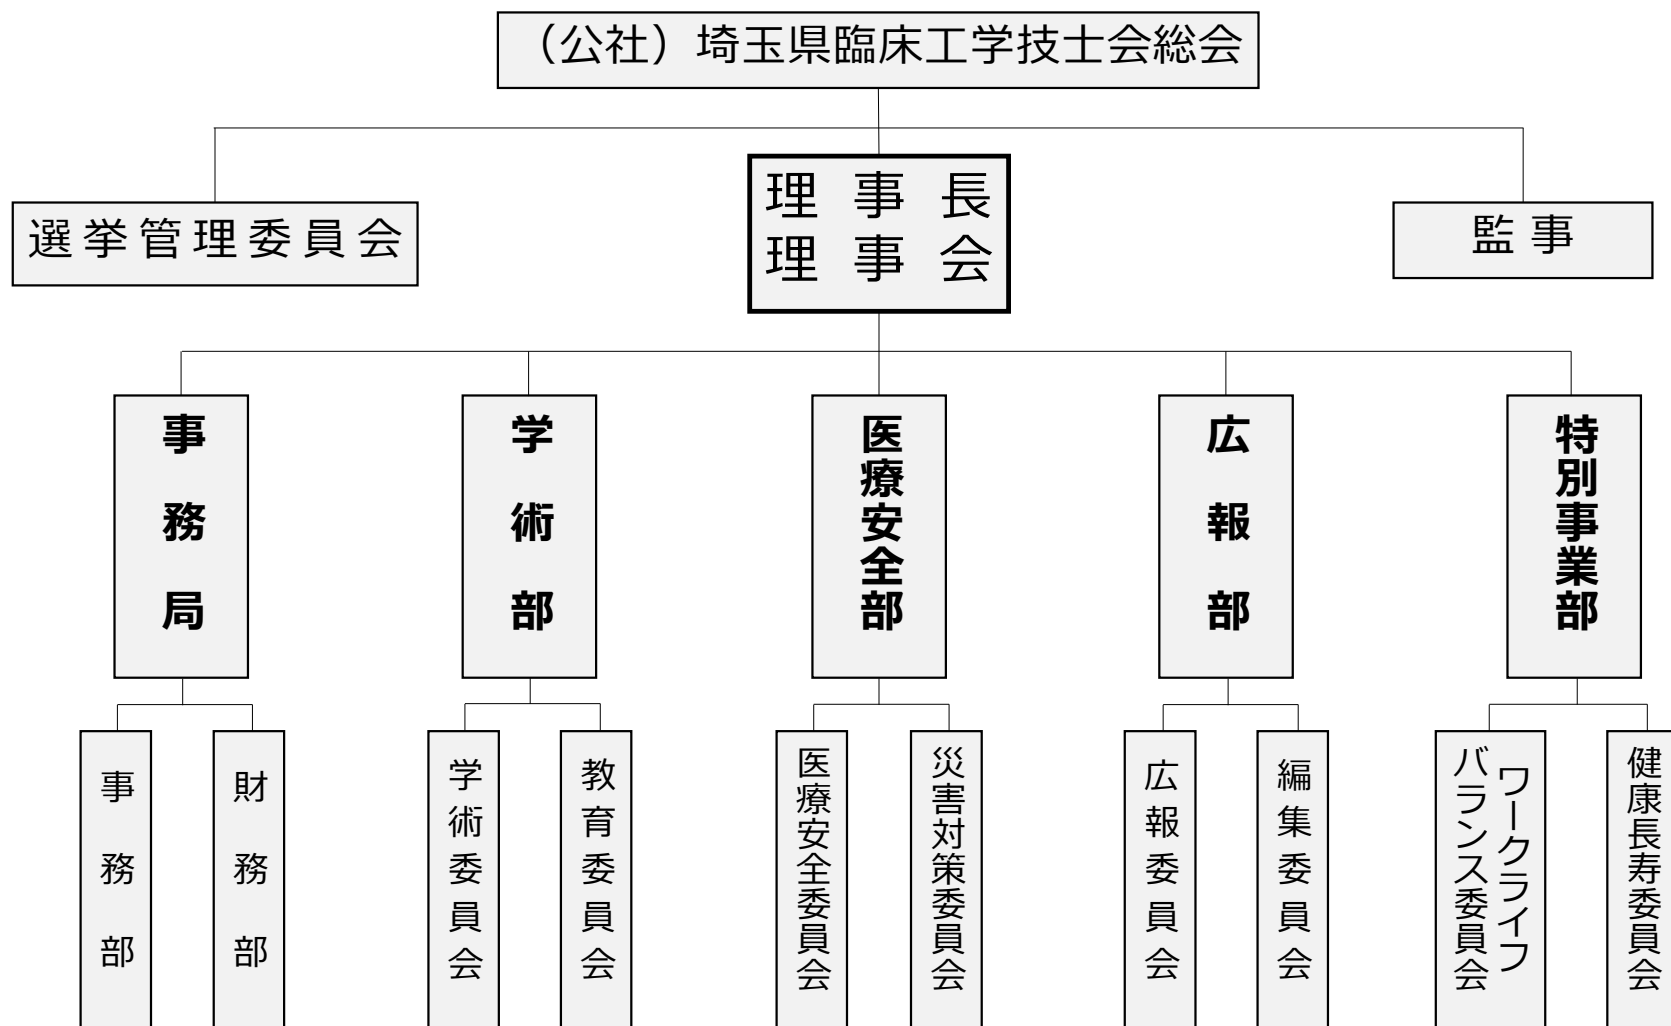 （公社）埼玉県臨床工学技士会総会
選挙管理委員会
理事長
理事会
監事
事務局
学術部
医療安全部
広報部
特別事業部
事務部
財務部
学術委員会
教育委員会
医療安全委員会
災害対策委員会
広報委員会
編集委員会
ワークライフ
バランス委員会
健康長寿委員会